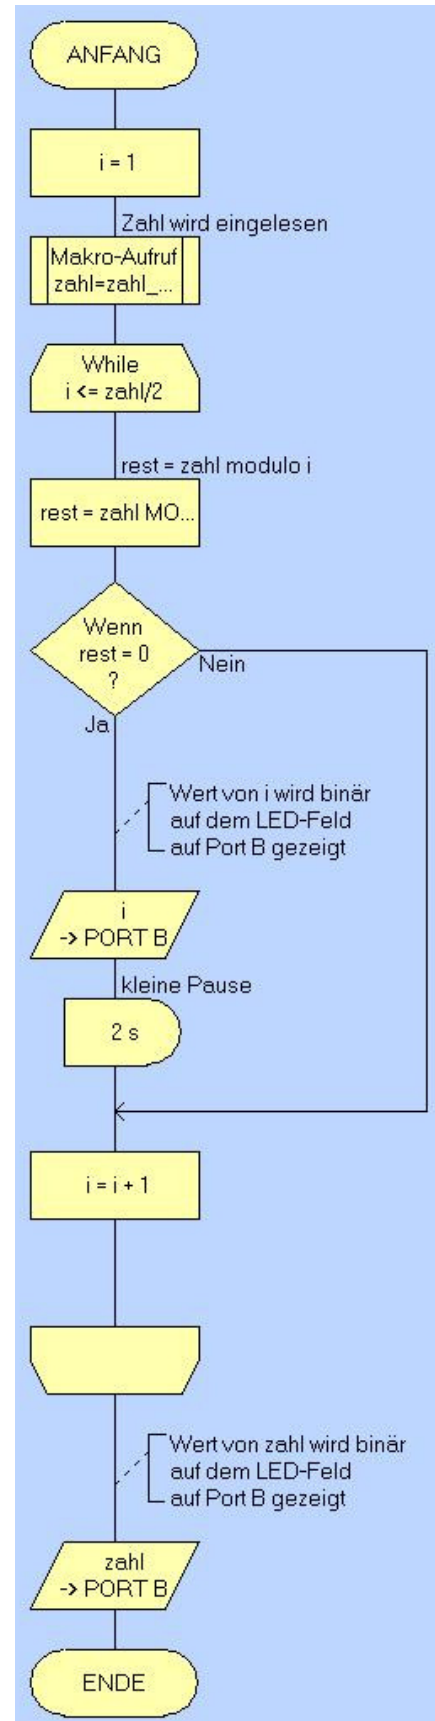 ANFANG
i = 1
Zahl wird eingelesen
Makro-Aufruf
zahl=zahl_...
While
i <= zahl/2
rest = zahl modulo i
rest = zahl MO...
Wenn
rest = 0
?
Nein
Ja
Wert von i wird binär
auf dem LED-Feld
auf Port B gezeigt
i
-> PORT B
kleine Pause
2 s
i = i + 1
Wert von zahl wird binär
auf dem LED-Feld
auf Port B gezeigt
zahl
-> PORT B
ENDE